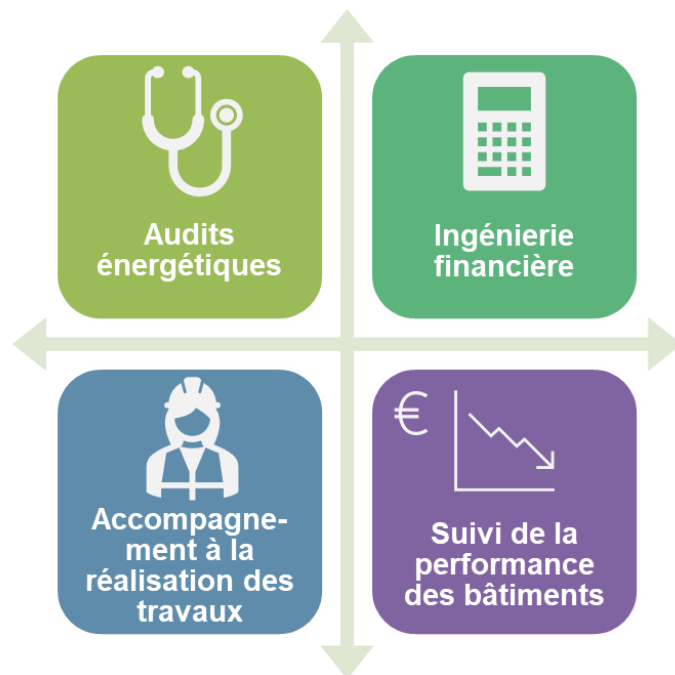 Audits
énergétiques
Ingénierie
financière
Accompagne-
ment à la
réalisation des
travaux
€
Suivi de la
performance
des bâtiments